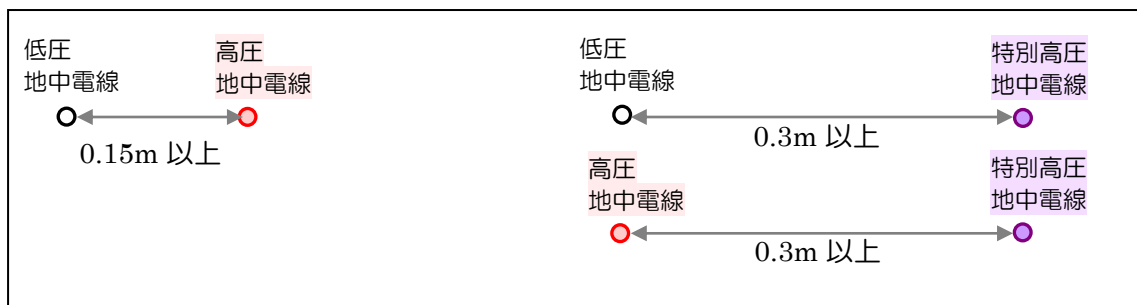 低圧
地中電線
高圧
地中電線
0.15m 以上
低圧
地中電線
特別高圧
地中電線
0.3m 以上
高圧
地中電線
特別高圧
地中電線
0.3m 以上